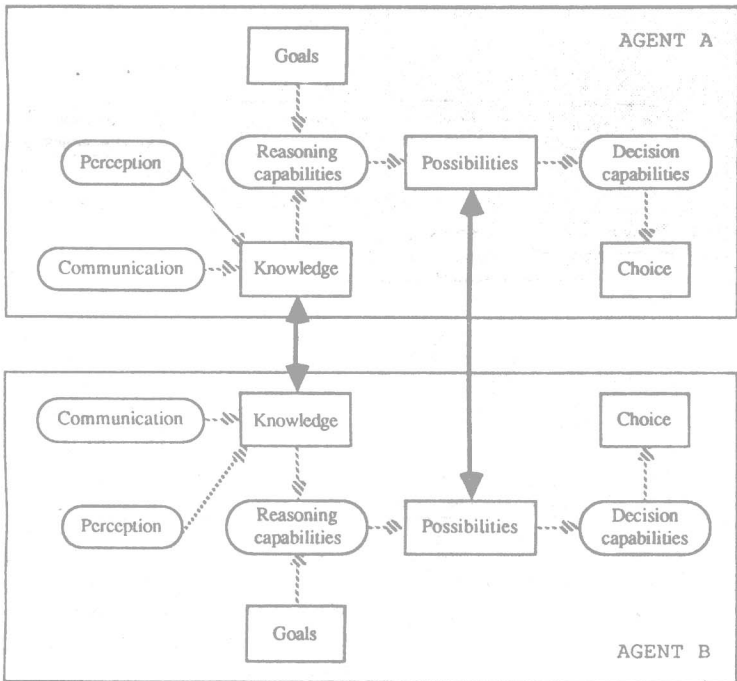 AGENT A
Goals
Perception
Reasoning
capabilities
Possibilities
Decision
capabilities
Communication
Knowledge
Choice
Communication
Knowledge
Choice
Perception
Reasoning
capabilities
Possibilities
Decision
capabilities
Goals
AGENT B